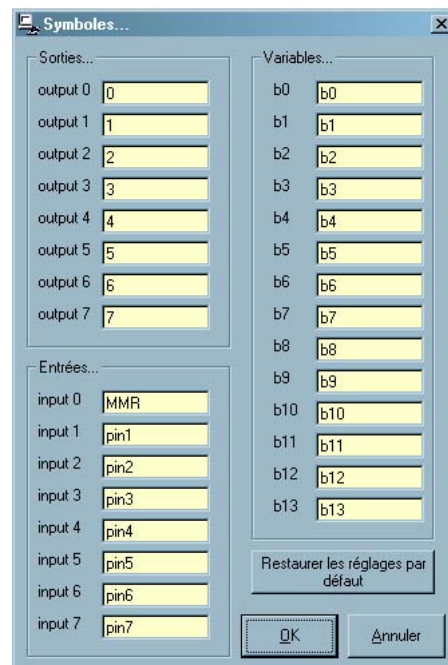 Symboles...
Sorties...
output 0 0
output 1 1
output 2 2
output 3 3
output 4 4
output 5 5
output 6 6
output 7 7
Entrées...
input 0 MMR
input 1 pin1
input 2 pin2
input 3 pin3
input 4 pin4
input 5 pin5
input 6 pin6
input 7 pin7
Variables...
b0 b0
b1 b1
b2 b2
b3 b3
b4 b4
b5 b5
b6 b6
b7 b7
b8 b8
b9 b9
b10 b10
b11 b11
b12 b12
b13 b13
Restaurer les réglages par
défaut
OK
Annuler